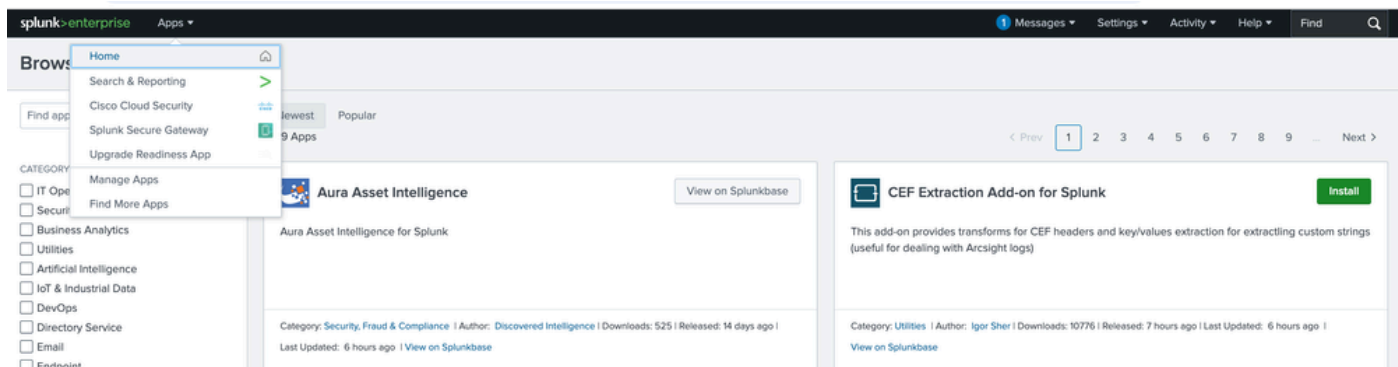 splunk>enterprise Apps ▾ 1 Messages ▾ Settings ▾ Activity ▾ Help ▾ Find
Brows
Home
Search & Reporting
Cisco Cloud Security
Splunk Secure Gateway
Upgrade Readiness App
Manage Apps
Find More Apps
Find app
Newest Popular
9 Apps
< Prev 1 2 3 4 5 6 7 8 9 ... Next >
CATEGORY
IT Ope
Securi
Business Analytics
Utilities
Artificial Intelligence
IoT & Industrial Data
DevOps
Directory Service
Email
Endpoint
Aura Asset Intelligence View on Splunkbase
Aura Asset Intelligence for Splunk
Category: Security, Fraud & Compliance | Author: Discovered Intelligence | Downloads: 525 | Released: 14 days ago |
Last Updated: 6 hours ago | View on Splunkbase
CEF Extraction Add-on for Splunk Install
This add-on provides transforms for CEF headers and key/values extraction for extractling custom strings
(useful for dealing with Arcsight logs)
Category: Utilities | Author: Igor Sher | Downloads: 10776 | Released: 7 hours ago | Last Updated: 6 hours ago |
View on Splunkbase